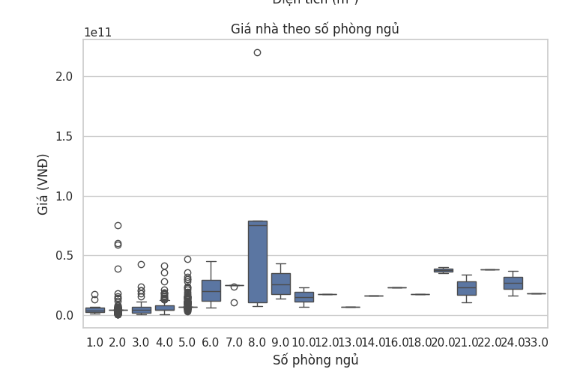 Diện tích (m²)
Giá nhà theo số phòng ngủ
1e11
2.0
1.5
1.0
0.5
0.0
Giá (VNĐ)
1.0 2.0 3.0 4.0 5.0 6.0 7.0 8.0 9.0 10.0 12.0 13.0 14.0 16.0 18.0 20.0 21.0 22.0 24.0 33.0
Số phòng ngủ